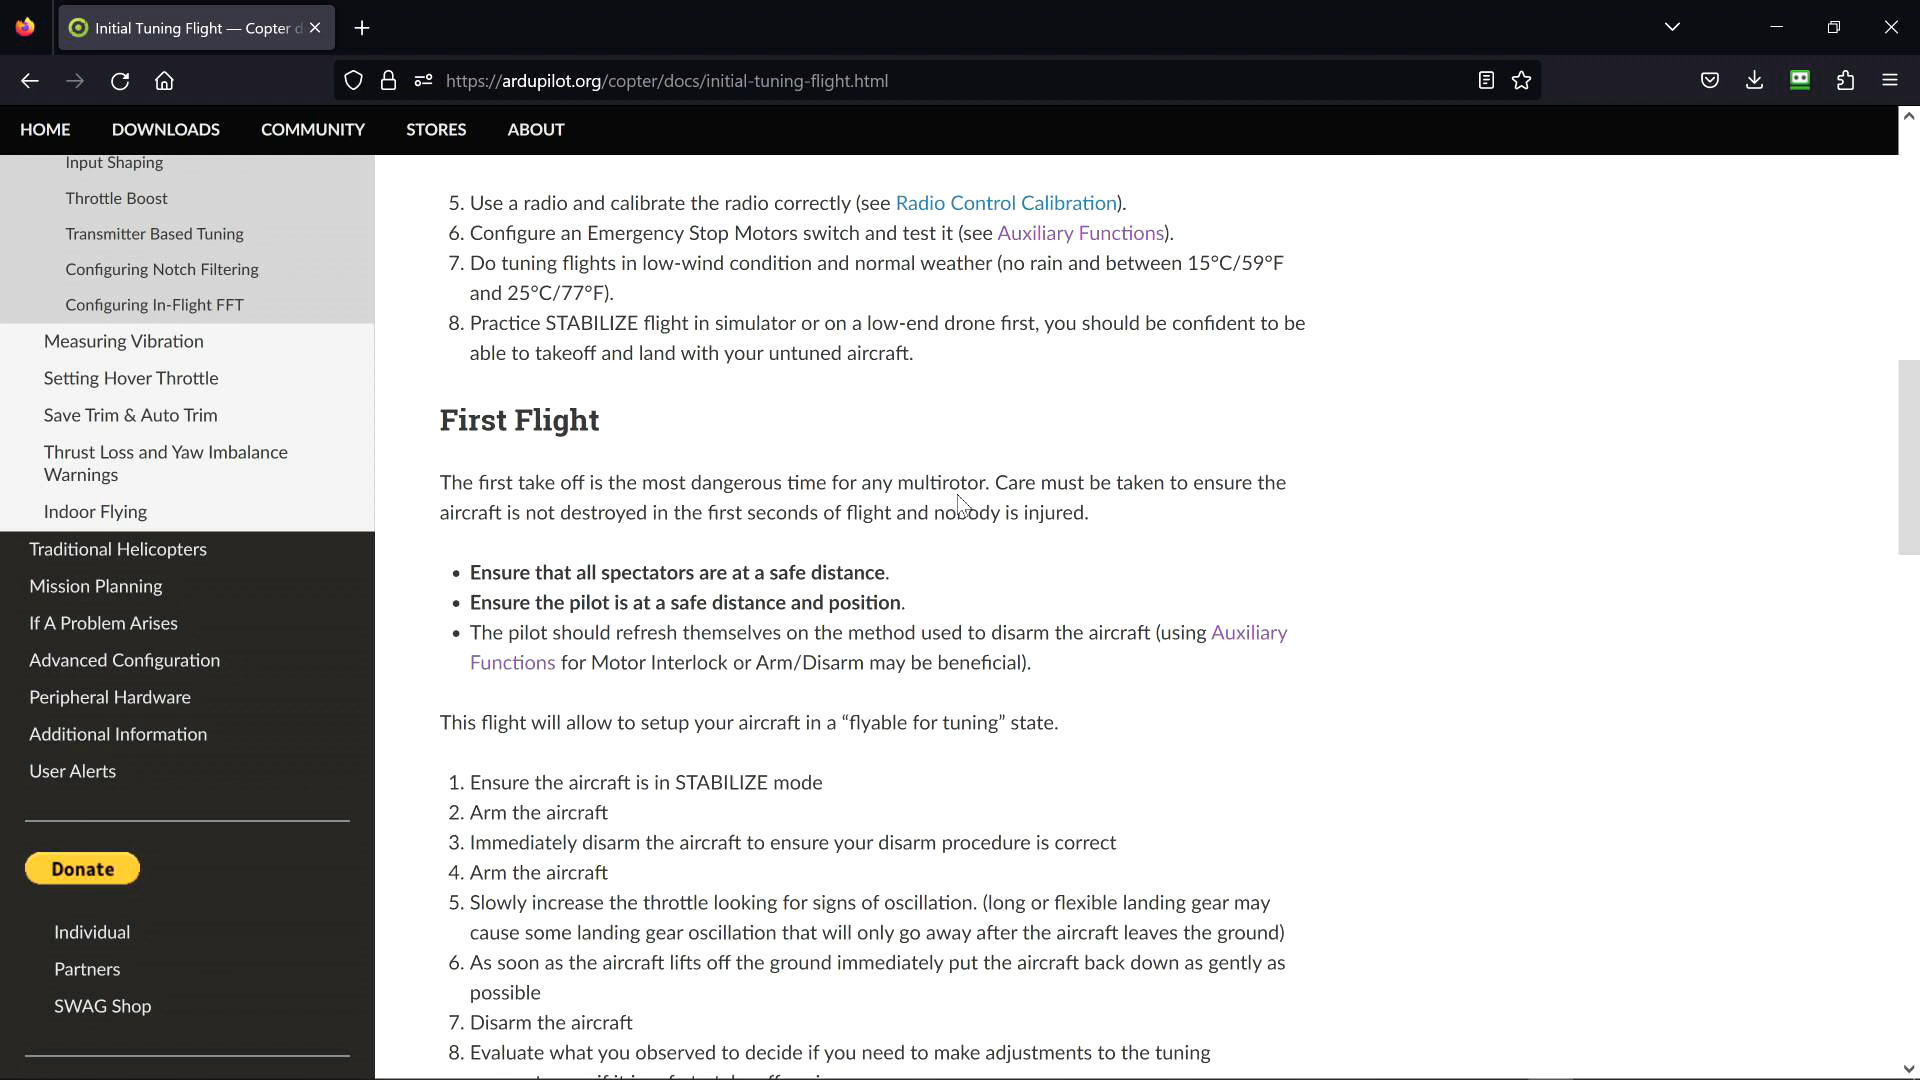 Initial Tuning Flight — Copter d
https://ardupilot.org/copter/docs/initial-tuning-flight.html
HOME DOWNLOADS COMMUNITY STORES ABOUT
Input Shaping
Throttle Boost
Transmitter Based Tuning
Configuring Notch Filtering
Configuring In-Flight FFT
Measuring Vibration
Setting Hover Throttle
Save Trim & Auto Trim
Thrust Loss and Yaw Imbalance
Warnings
Indoor Flying
Traditional Helicopters
Mission Planning
If A Problem Arises
Advanced Configuration
Peripheral Hardware
Additional Information
User Alerts
Donate
Individual
Partners
SWAG Shop
5. Use a radio and calibrate the radio correctly (see Radio Control Calibration).
6. Configure an Emergency Stop Motors switch and test it (see Auxiliary Functions).
7. Do tuning flights in low-wind condition and normal weather (no rain and between 15°C/59°F
and 25°C/77°F).
8. Practice STABILIZE flight in simulator or on a low-end drone first, you should be confident to be
able to takeoff and land with your untuned aircraft.
First Flight
The first take off is the most dangerous time for any multirotor. Care must be taken to ensure the
aircraft is not destroyed in the first seconds of flight and nobody is injured.
• Ensure that all spectators are at a safe distance.
• Ensure the pilot is at a safe distance and position.
• The pilot should refresh themselves on the method used to disarm the aircraft (using Auxiliary
Functions for Motor Interlock or Arm/Disarm may be beneficial).
This flight will allow to setup your aircraft in a “flyable for tuning” state.
1. Ensure the aircraft is in STABILIZE mode
2. Arm the aircraft
3. Immediately disarm the aircraft to ensure your disarm procedure is correct
4. Arm the aircraft
5. Slowly increase the throttle looking for signs of oscillation. (long or flexible landing gear may
cause some landing gear oscillation that will only go away after the aircraft leaves the ground)
6. As soon as the aircraft lifts off the ground immediately put the aircraft back down as gently as
possible
7. Disarm the aircraft
8. Evaluate what you observed to decide if you need to make adjustments to the tuning